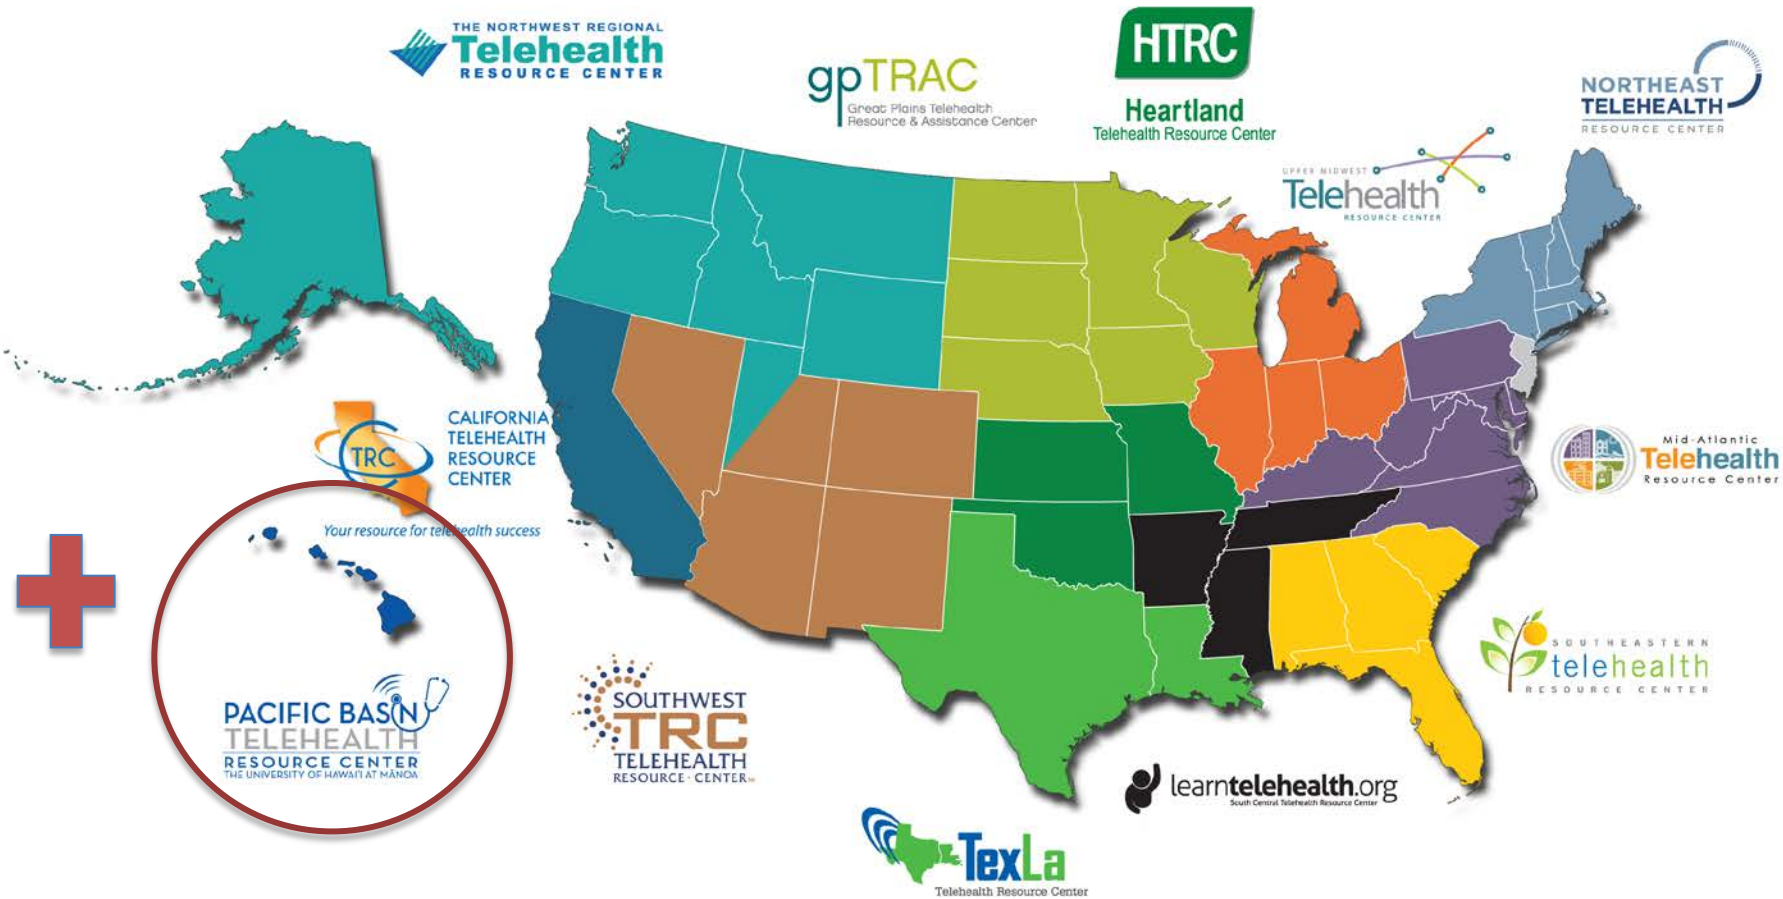 THE NORTHWEST REGIONAL
Telehealth
RESOURCE CENTER
gpTRAC
Great Plains Telehealth
Resource & Assistance Center
HTRC
Heartland
Telehealth Resource Center
NORTHEAST
TELEHEALTH
RESOURCE CENTER
UPPER MIDWEST
Telehealth
RESOURCE CENTER
TRC
CALIFORNIA
TELEHEALTH
RESOURCE
CENTER
Your resource for telehealth success
Mid-Atlantic
Telehealth
Resource Center
PACIFIC BASIN
TELEHEALTH
RESOURCE CENTER
THE UNIVERSITY OF HAWAI'I AT MĀNOA
SOUTHWEST
TRC
TELEHEALTH
RESOURCE · CENTER
SOUTHEASTERN
telehealth
RESOURCE CENTER
learntelehealth.org
South Central Telehealth Resource Center
TexLa
Telehealth Resource Center